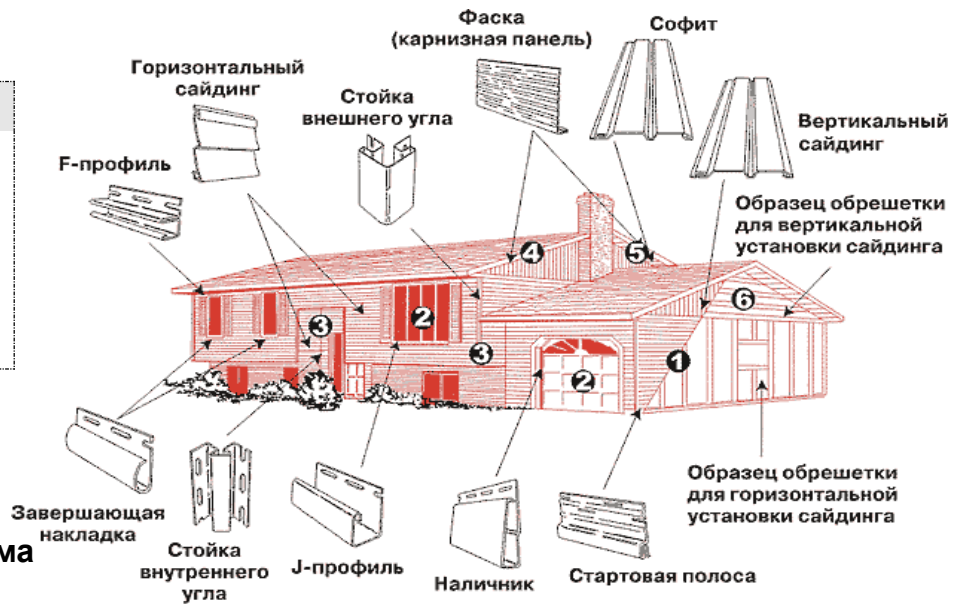 Фаска
(карнизная панель)
Софит
Горизонтальный
сайдинг
Стойка
внешнего угла
Вертикальный
сайдинг
F-профиль
Образец обрешетки
для вертикальной
установки сайдинга
4
5
6
3
2
3
1
2
Образец обрешетки
для горизонтальной
установки сайдинга
Завершающая
накладка
ма
Стойка
внутреннего
угла
J-профиль
Наличник
Стартовая полоса